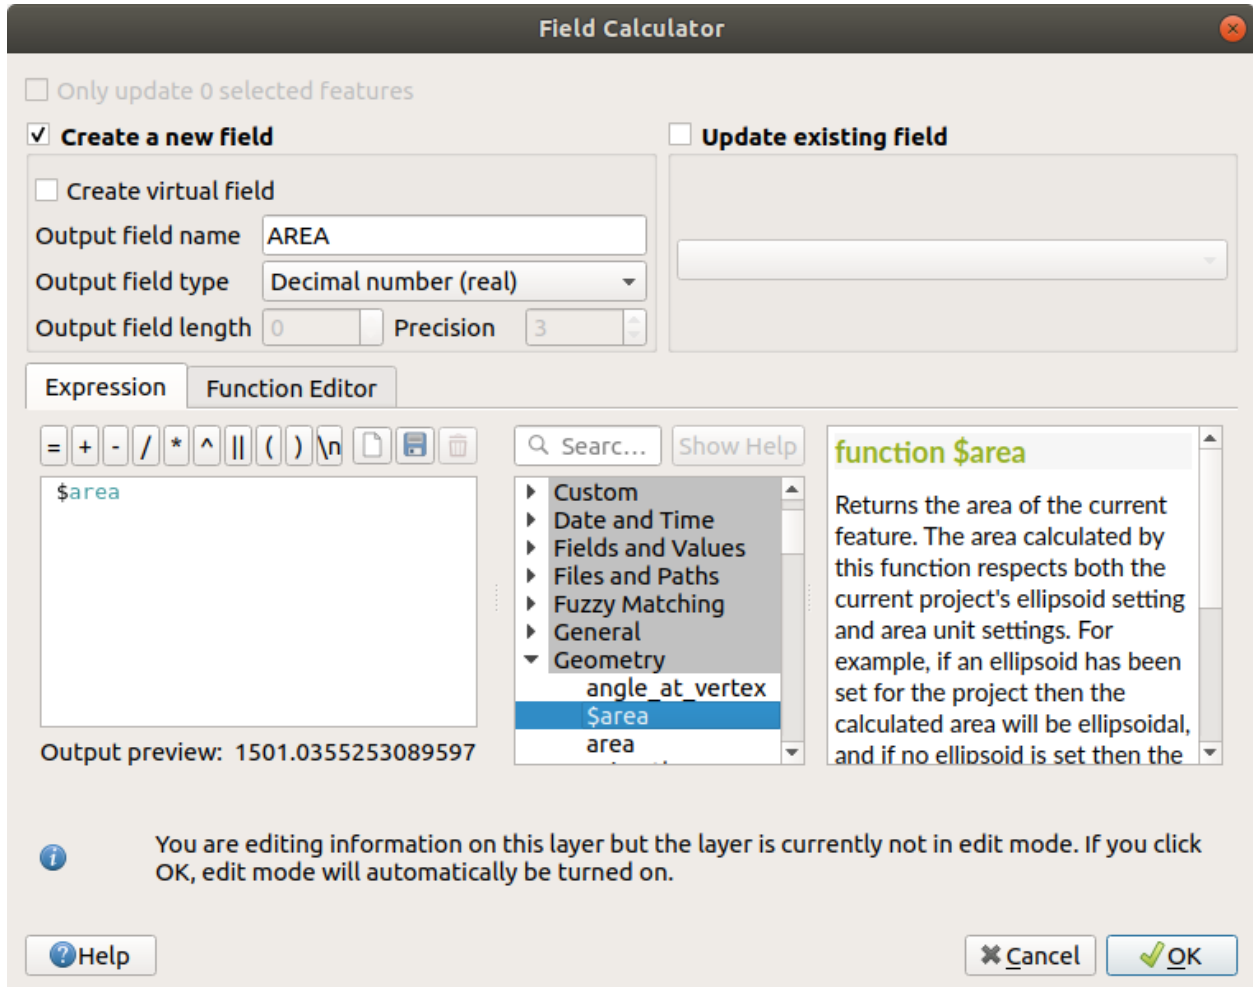 Field Calculator
Only update 0 selected features
Create a new field
Update existing field
Create virtual field
Output field name AREA
Output field type Decimal number (real)
Output field length 0 Precision 3
Expression Function Editor
= + - / * ^ || ( ) \n
Searc... Show Help
$area
Custom
Date and Time
Fields and Values
Files and Paths
Fuzzy Matching
General
Geometry
angle_at_vertex
$area
area
function $area
Returns the area of the current
feature. The area calculated by
this function respects both the
current project's ellipsoid setting
and area unit settings. For
example, if an ellipsoid has been
set for the project then the
calculated area will be ellipsoidal,
and if no ellipsoid is set then the
Output preview: 1501.0355253089597
You are editing information on this layer but the layer is currently not in edit mode. If you click
OK, edit mode will automatically be turned on.
Help
Cancel
OK